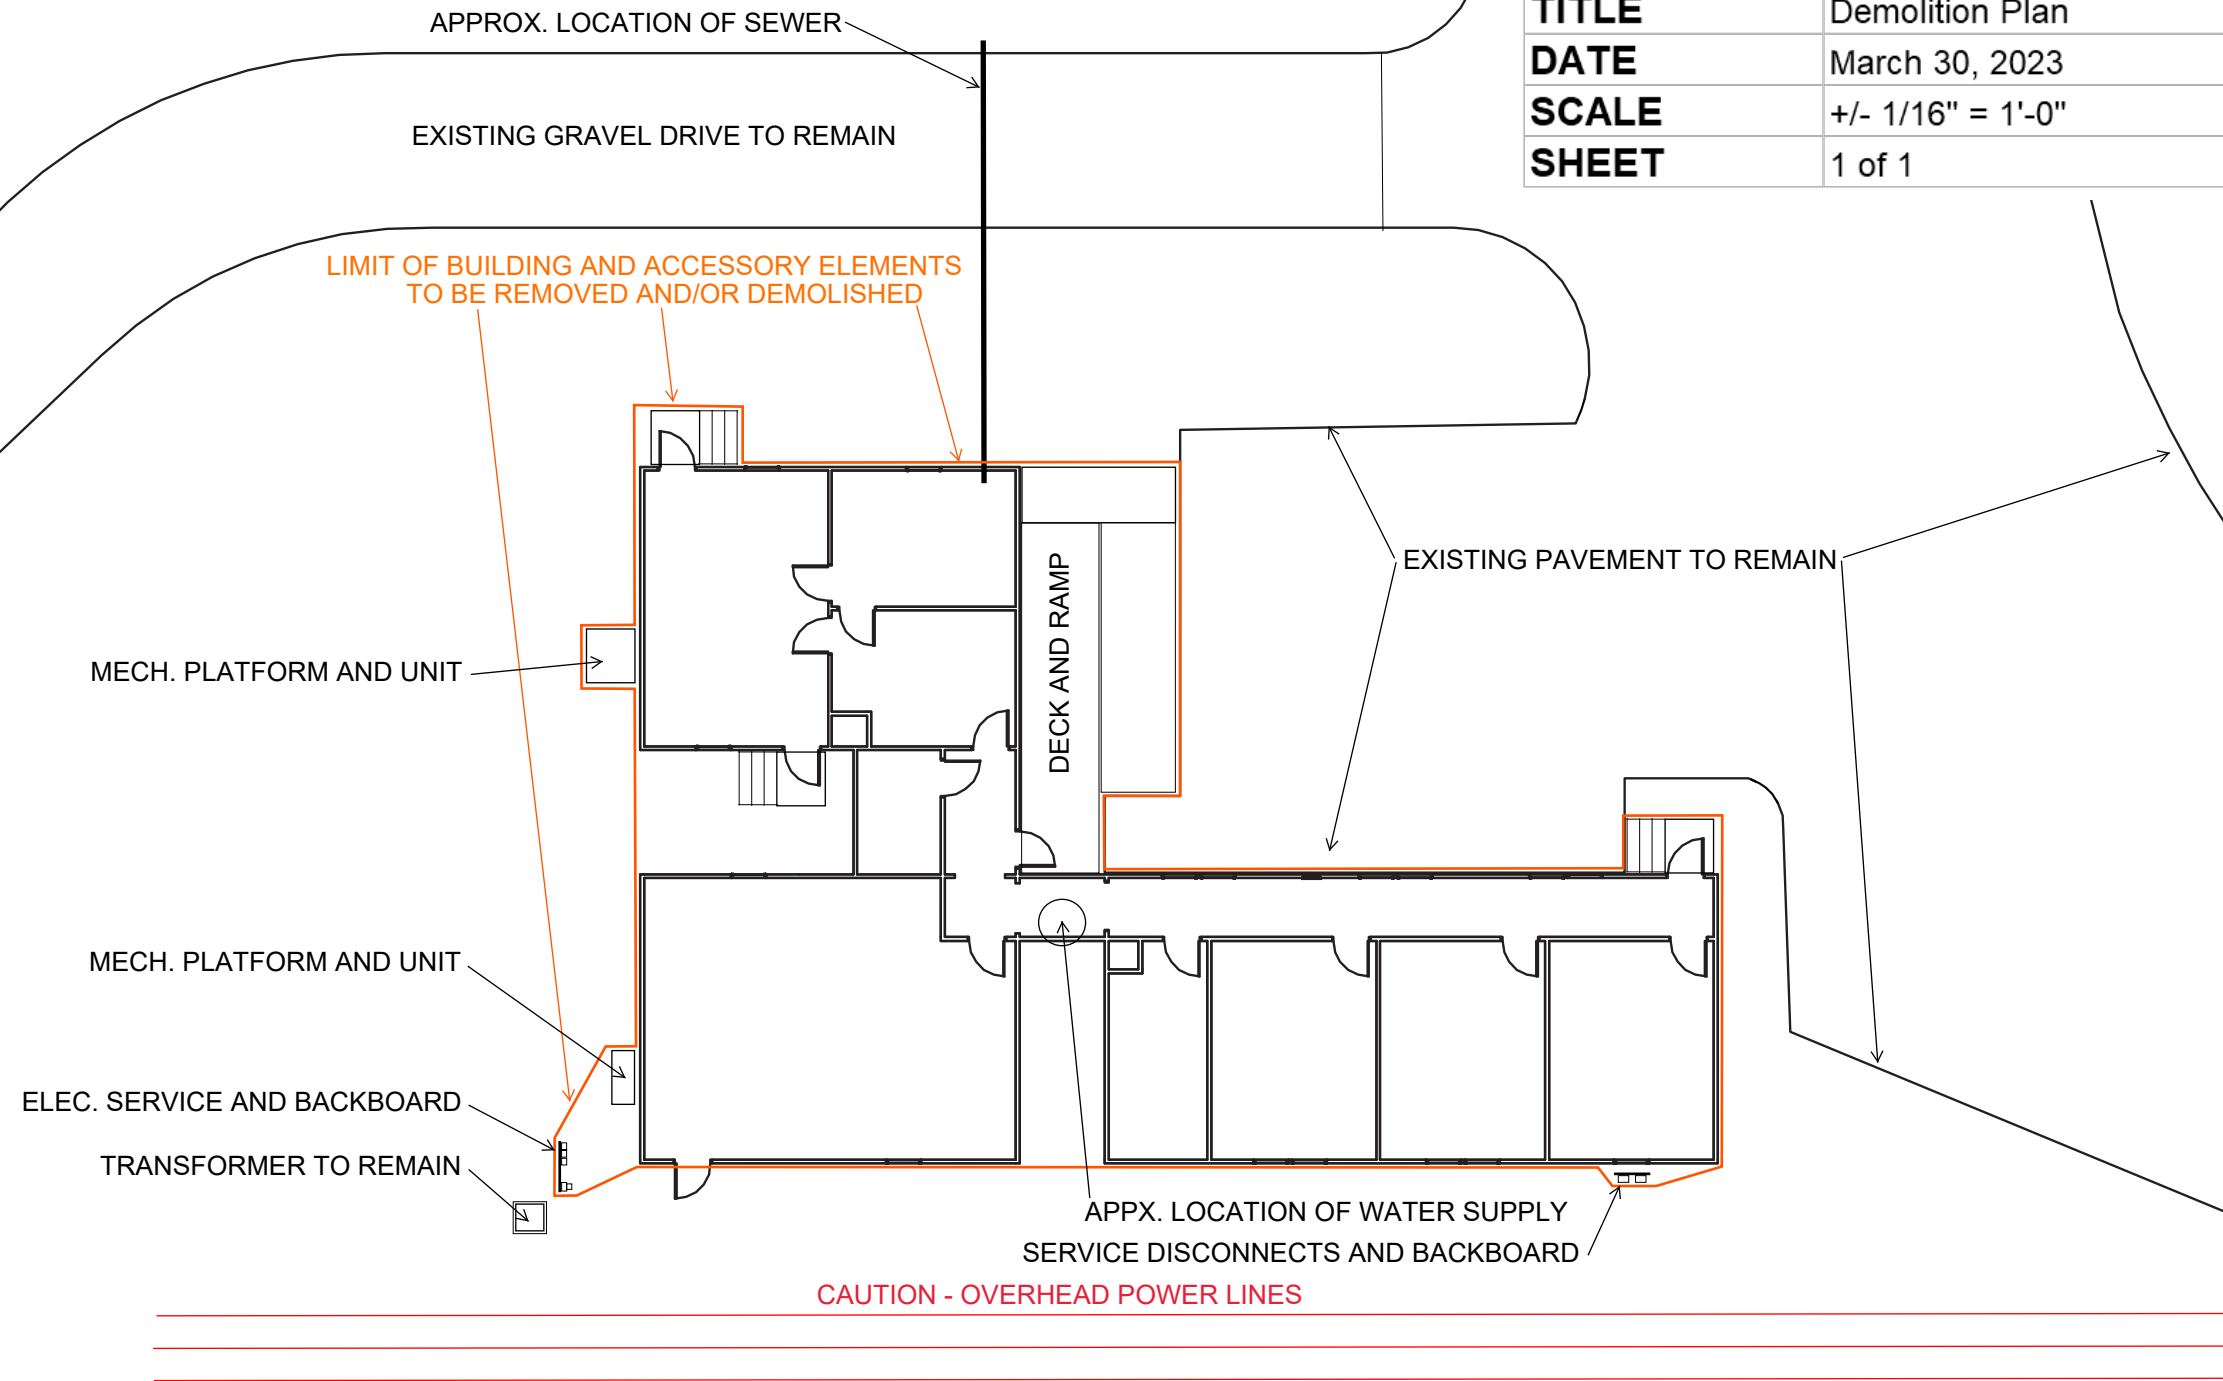 APPROX. LOCATION OF SEWER
TITLE Demolition Plan
DATE March 30, 2023
SCALE +/- 1/16" = 1'-0"
SHEET 1 of 1
EXISTING GRAVEL DRIVE TO REMAIN
LIMIT OF BUILDING AND ACCESSORY ELEMENTS
TO BE REMOVED AND/OR DEMOLISHED
EXISTING PAVEMENT TO REMAIN
DECK AND RAMP
MECH. PLATFORM AND UNIT
MECH. PLATFORM AND UNIT
ELEC. SERVICE AND BACKBOARD
TRANSFORMER TO REMAIN
APPX. LOCATION OF WATER SUPPLY
SERVICE DISCONNECTS AND BACKBOARD
CAUTION - OVERHEAD POWER LINES